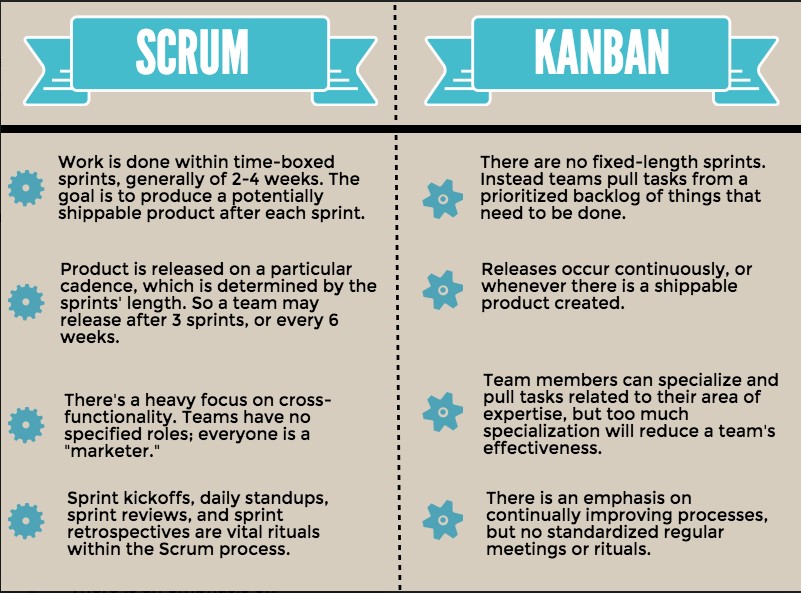 SCRUM
KANBAN
Work is done within time-boxed
sprints, generally of 2-4 weeks. The
goal is to produce a potentially
shippable product after each sprint.
There are no fixed-length sprints.
Instead teams pull tasks from a
prioritized backlog of things that
need to be done.
Product is released on a particular
cadence, which is determined by the
sprints' length. So a team may
release after 3 sprints, or every 6
weeks.
Releases occur continuously, or
whenever there is a shippable
product created.
There's a heavy focus on cross-
functionality. Teams have no
specified roles; everyone is a
"marketer."
Team members can specialize and
pull tasks related to their area of
expertise, but too much
specialization will reduce a team's
effectiveness.
Sprint kickoffs, daily standups,
sprint reviews, and sprint
retrospectives are vital rituals
within the Scrum process.
There is an emphasis on
continually improving processes,
but no standardized regular
meetings or rituals.